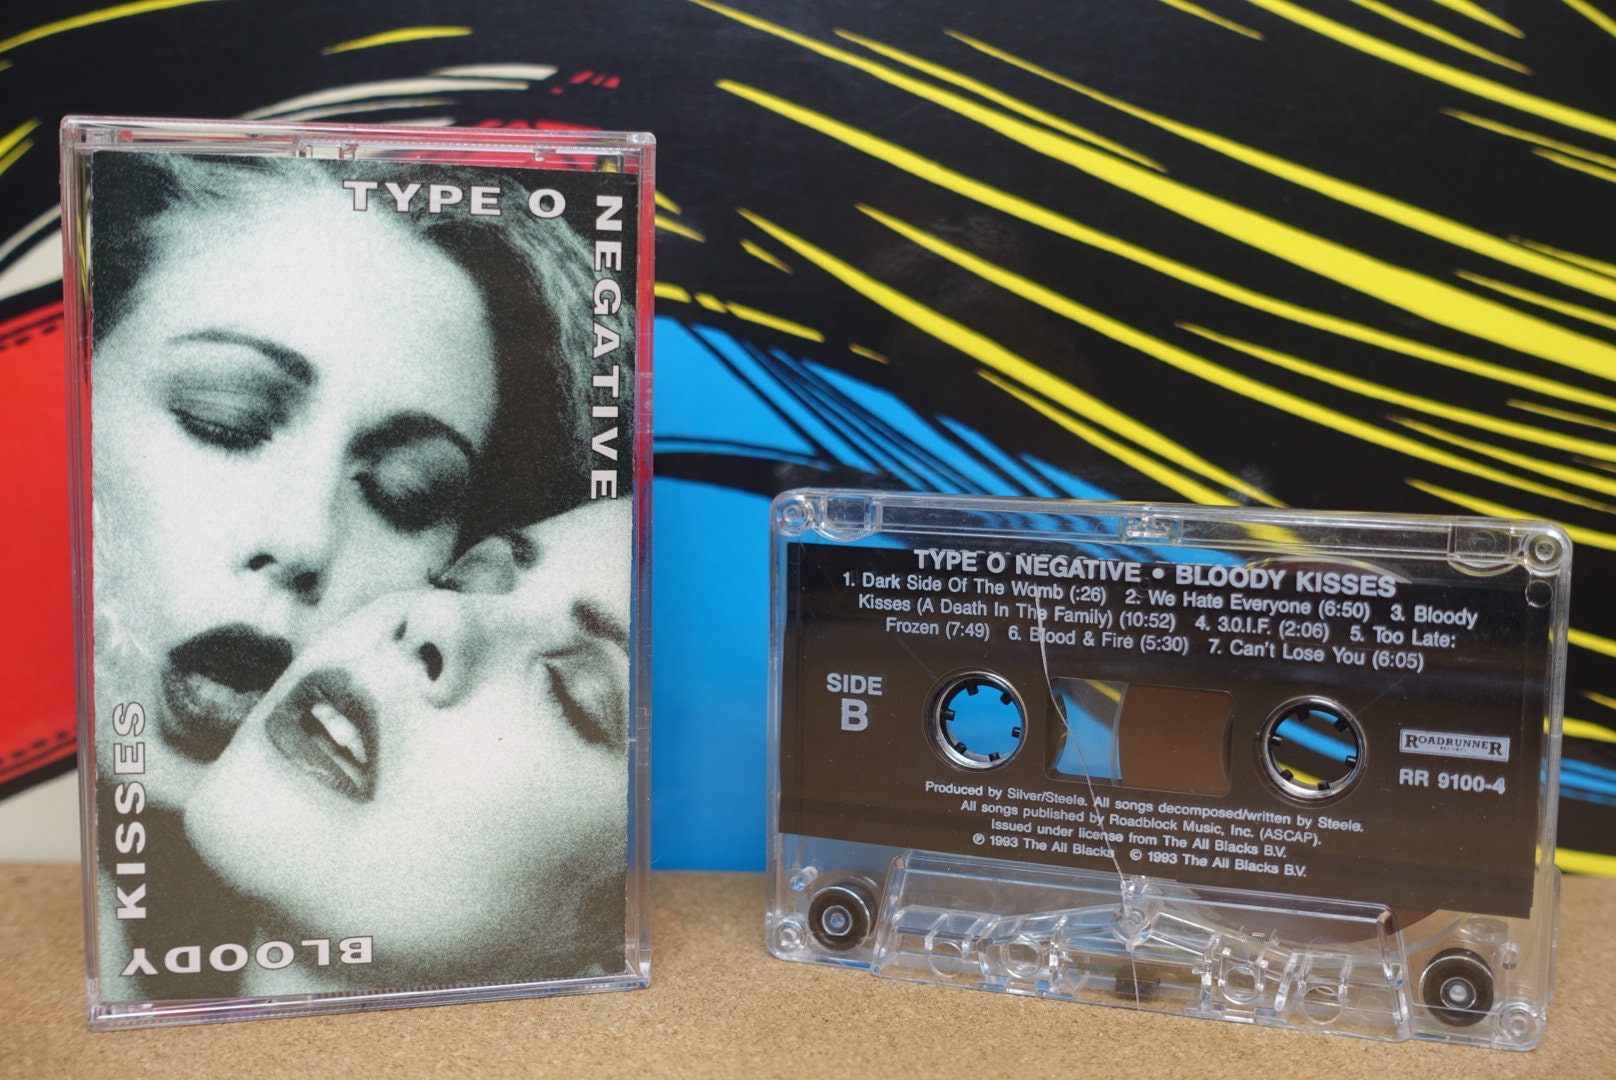 TYPE O
NEGATIVE
BLOODY
KISSES
TYPE O NEGATIVE • BLOODY KISSES
1. Dark Side Of The Womb (:26) 2. We Hate Everyone (6:50) 3. Bloody
Kisses (A Death In The Family) (10:52) 4. 3.0.I.F. (2:06) 5. Too Late:
Frozen (7:49) 6. Blood & Fire (5:30) 7. Can't Lose You (6:05)
SIDE
B
ROADRUNNER
RECORDS
RR 9100-4
Produced by Silver/Steele. All songs decomposed/written by Steele.
All songs published by Roadblock Music, Inc. (ASCAP).
Issued under license from The All Blacks B.V.
℗ 1993 The All Blacks © 1993 The All Blacks B.V.